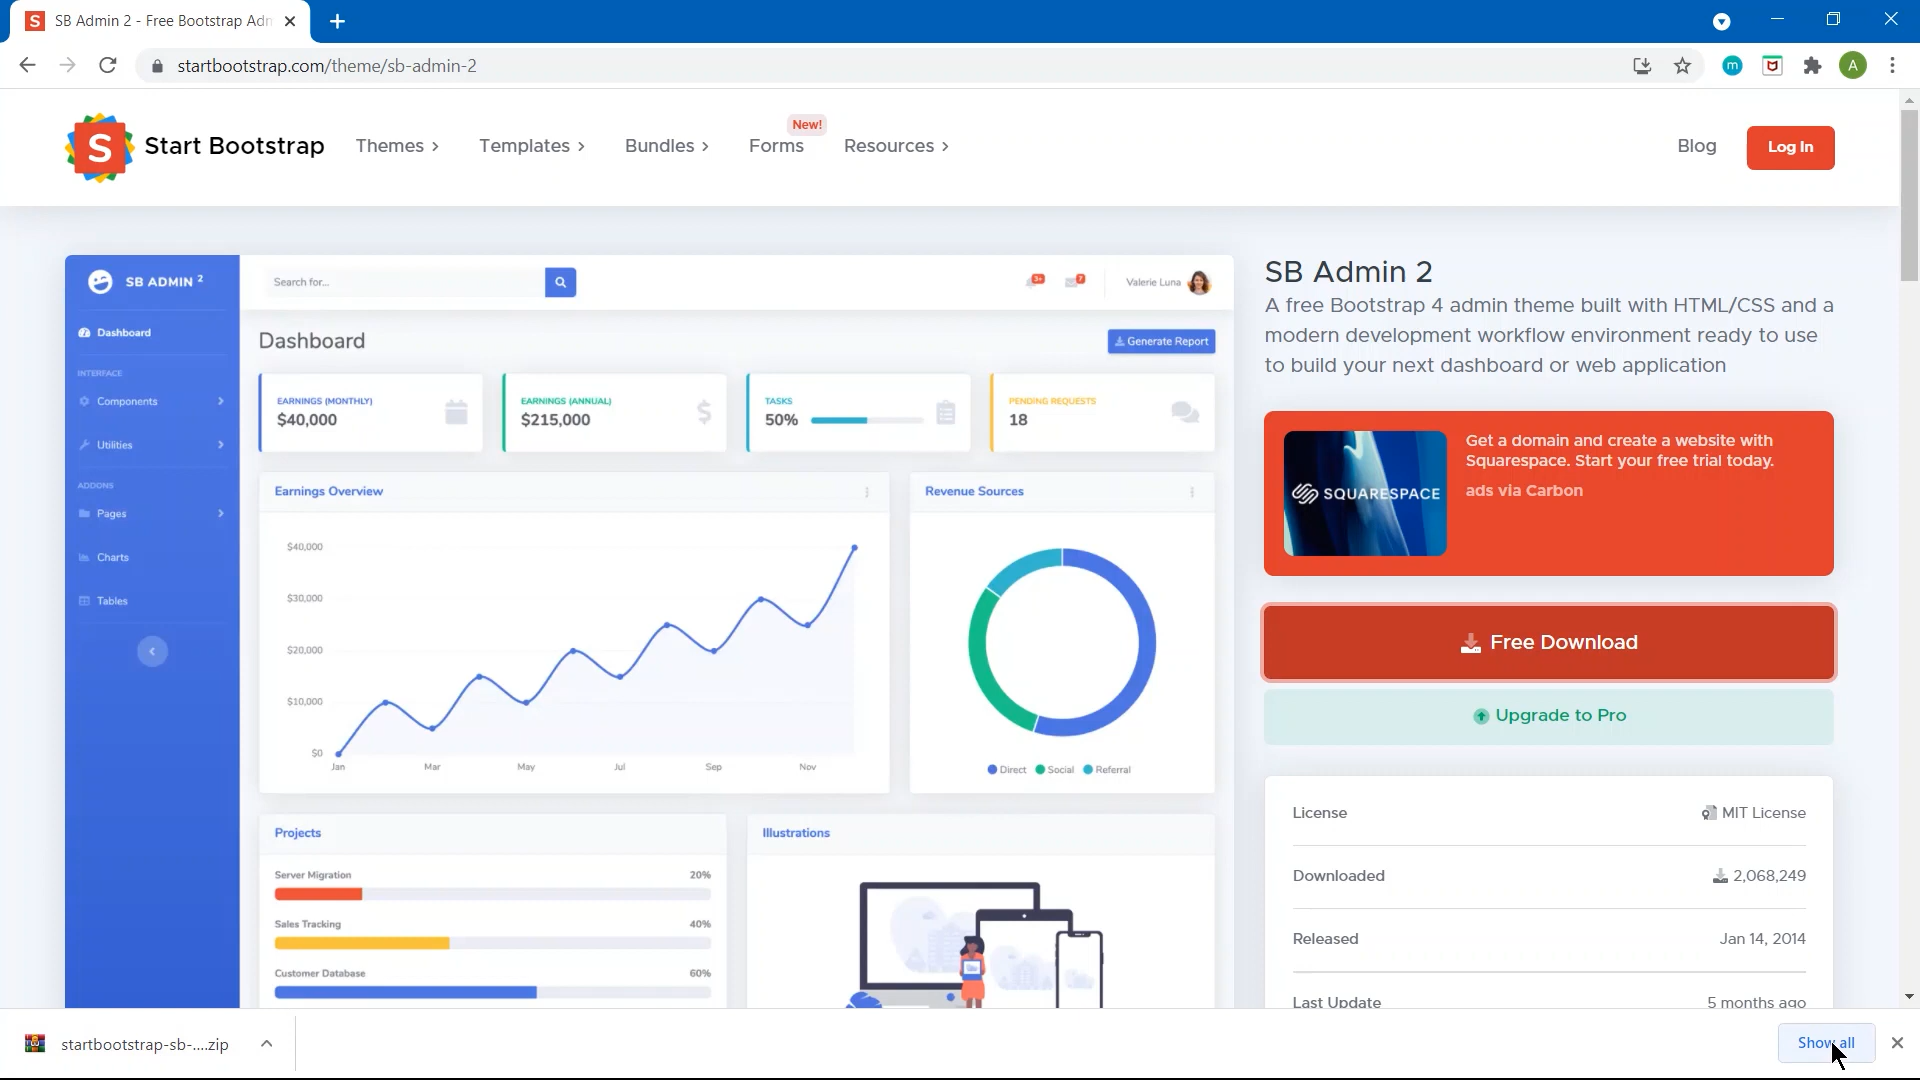 SB Admin 2 - Free Bootstrap Adm
startbootstrap.com/theme/sb-admin-2
m
A
S
Start Bootstrap
Themes
Templates
Bundles
Forms
New!
Resources
Blog
Log In
SB ADMIN 2
Dashboard
INTERFACE
Components
Utilities
ADDONS
Pages
Charts
Tables
Search for...
3+
7
Valerie Luna
Dashboard
Generate Report
EARNINGS (MONTHLY)
$40,000
EARNINGS (ANNUAL)
$215,000
TASKS
50%
PENDING REQUESTS
18
Earnings Overview
$40,000
$30,000
$20,000
$10,000
$0
Jan Mar May Jul Sep Nov
Revenue Sources
Direct Social Referral
Projects
Server Migration 20%
Sales Tracking 40%
Customer Database 60%
Illustrations
SB Admin 2
A free Bootstrap 4 admin theme built with HTML/CSS and a
modern development workflow environment ready to use
to build your next dashboard or web application
SQUARESPACE
Get a domain and create a website with
Squarespace. Start your free trial today.
ads via Carbon
Free Download
Upgrade to Pro
License MIT License
Downloaded 2,068,249
Released Jan 14, 2014
Last Update 5 months ago
startbootstrap-sb-....zip
Show all